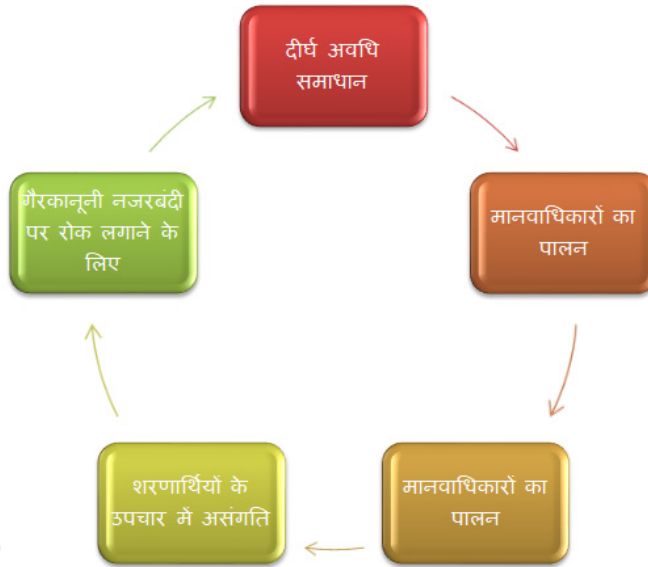 दीर्घ अवधि
समाधान
मानवाधिकारों का
पालन
मानवाधिकारों का
पालन
शरणार्थियों के
उपचार में असंगति
गैरकानूनी नजरबंदी
पर रोक लगाने के
लिए